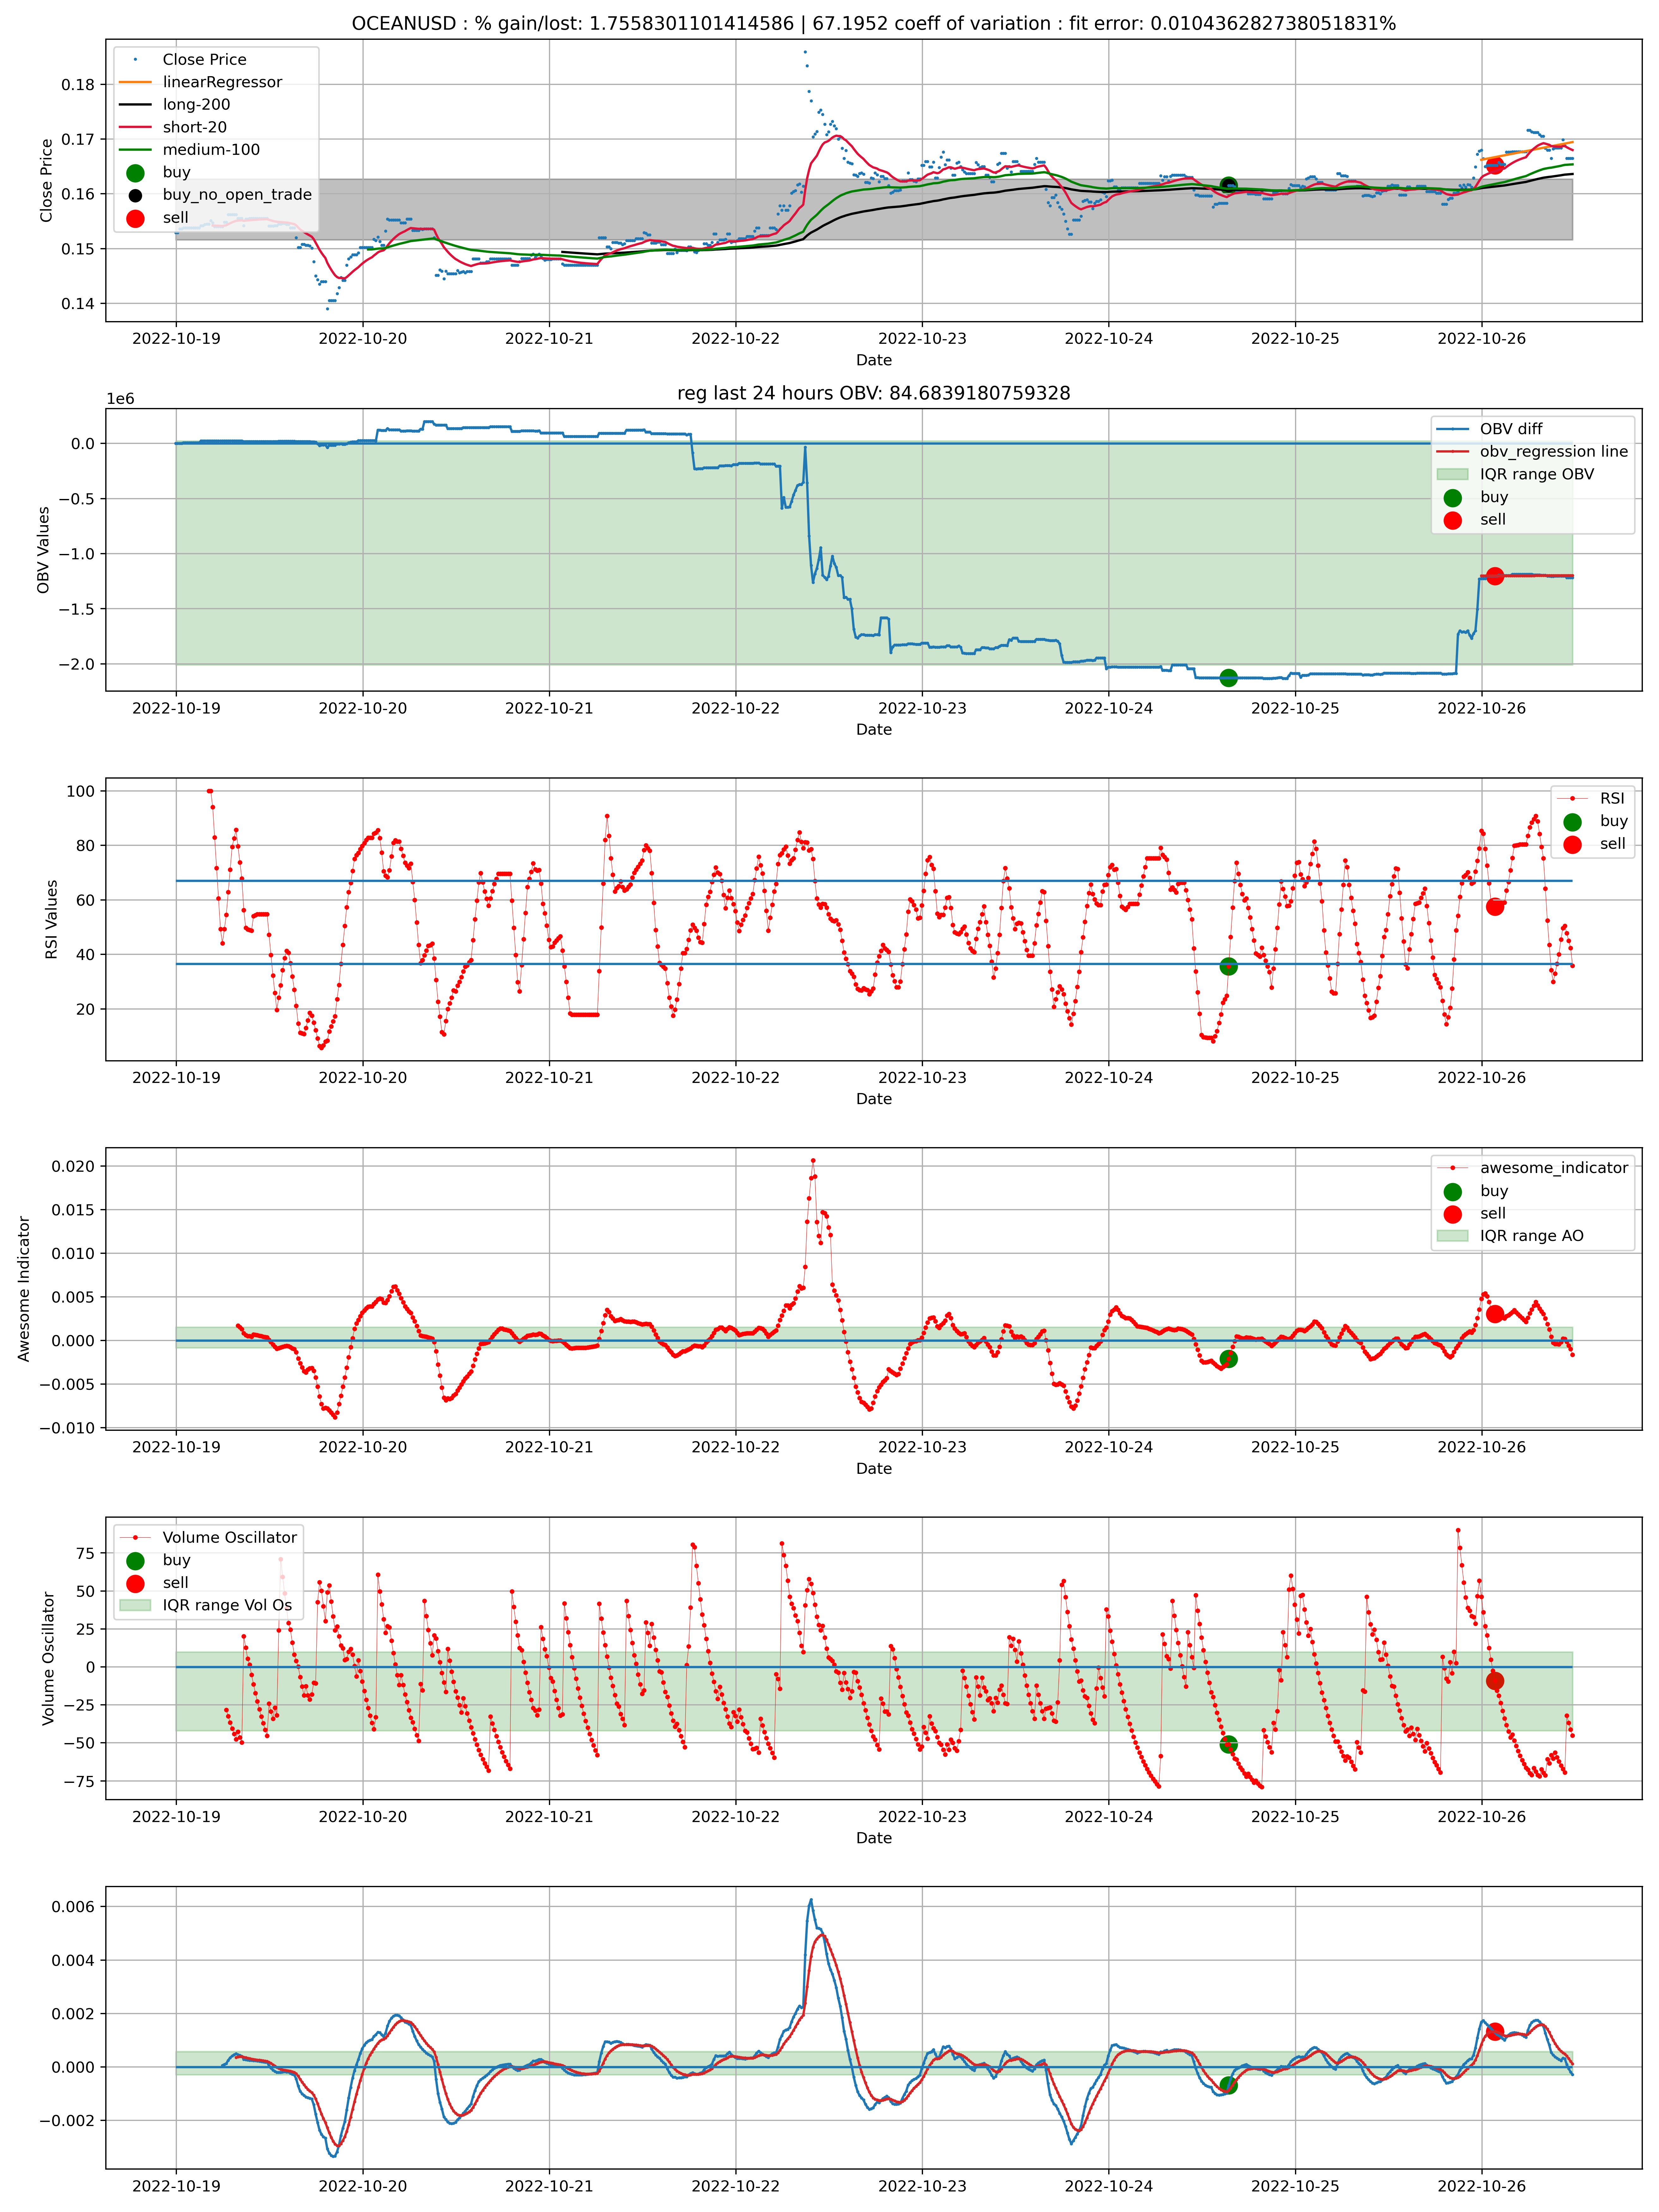 OCEANUSD : % gain/lost: 1.7558301101414586 | 67.1952 coeff of variation : fit error: 0.010436282738051831%
Close Price
0.18
0.17
0.16
0.15
0.14
Close Price
linearRegressor
long-200
short-20
medium-100
buy
buy_no_open_trade
sell
2022-10-19 2022-10-20 2022-10-21 2022-10-22 2022-10-23 2022-10-24 2022-10-25 2022-10-26
Date
reg last 24 hours OBV: 84.6839180759328
1e6
OBV Values
0.0
−0.5
−1.0
−1.5
−2.0
OBV diff
obv_regression line
IQR range OBV
buy
sell
2022-10-19 2022-10-20 2022-10-21 2022-10-22 2022-10-23 2022-10-24 2022-10-25 2022-10-26
Date
RSI Values
100
80
60
40
20
RSI
buy
sell
2022-10-19 2022-10-20 2022-10-21 2022-10-22 2022-10-23 2022-10-24 2022-10-25 2022-10-26
Date
Awesome Indicator
0.020
0.015
0.010
0.005
0.000
−0.005
−0.010
awesome_indicator
buy
sell
IQR range AO
2022-10-19 2022-10-20 2022-10-21 2022-10-22 2022-10-23 2022-10-24 2022-10-25 2022-10-26
Date
Volume Oscillator
75
50
25
0
−25
−50
−75
Volume Oscillator
buy
sell
IQR range Vol Os
2022-10-19 2022-10-20 2022-10-21 2022-10-22 2022-10-23 2022-10-24 2022-10-25 2022-10-26
Date
0.006
0.004
0.002
0.000
−0.002
2022-10-19 2022-10-20 2022-10-21 2022-10-22 2022-10-23 2022-10-24 2022-10-25 2022-10-26